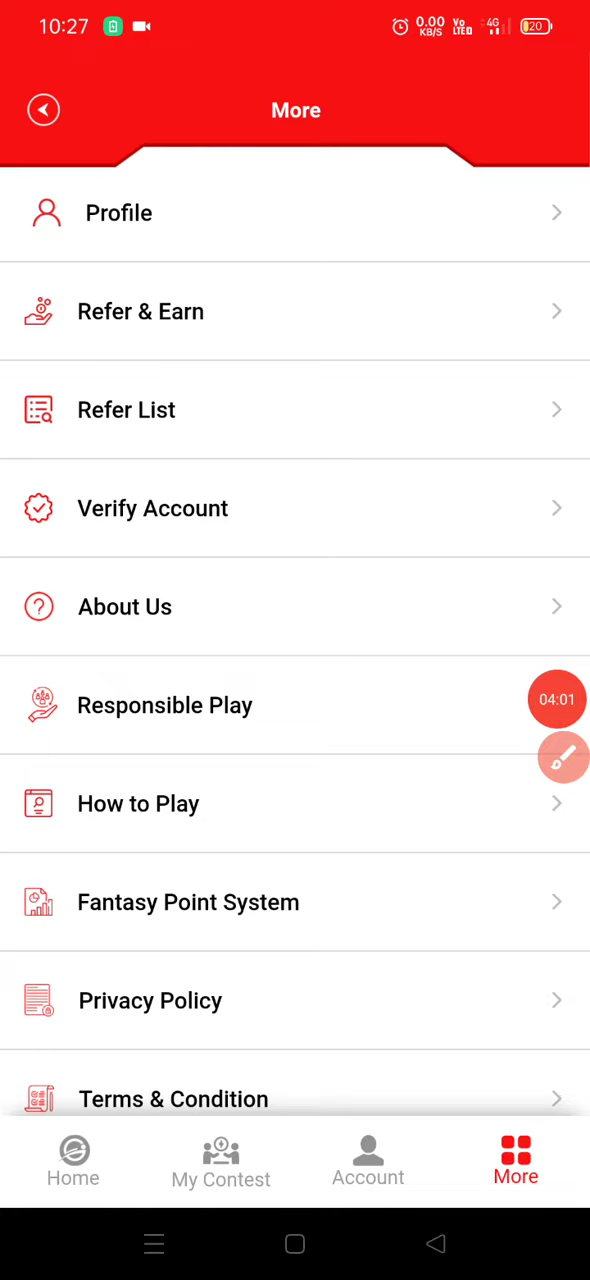 10:27
0.00 KB/S
Vo LTED
4G
20
More
Profile
Refer & Earn
Refer List
Verify Account
About Us
Responsible Play
04:01
How to Play
Fantasy Point System
Privacy Policy
Terms & Condition
Home
My Contest
Account
More